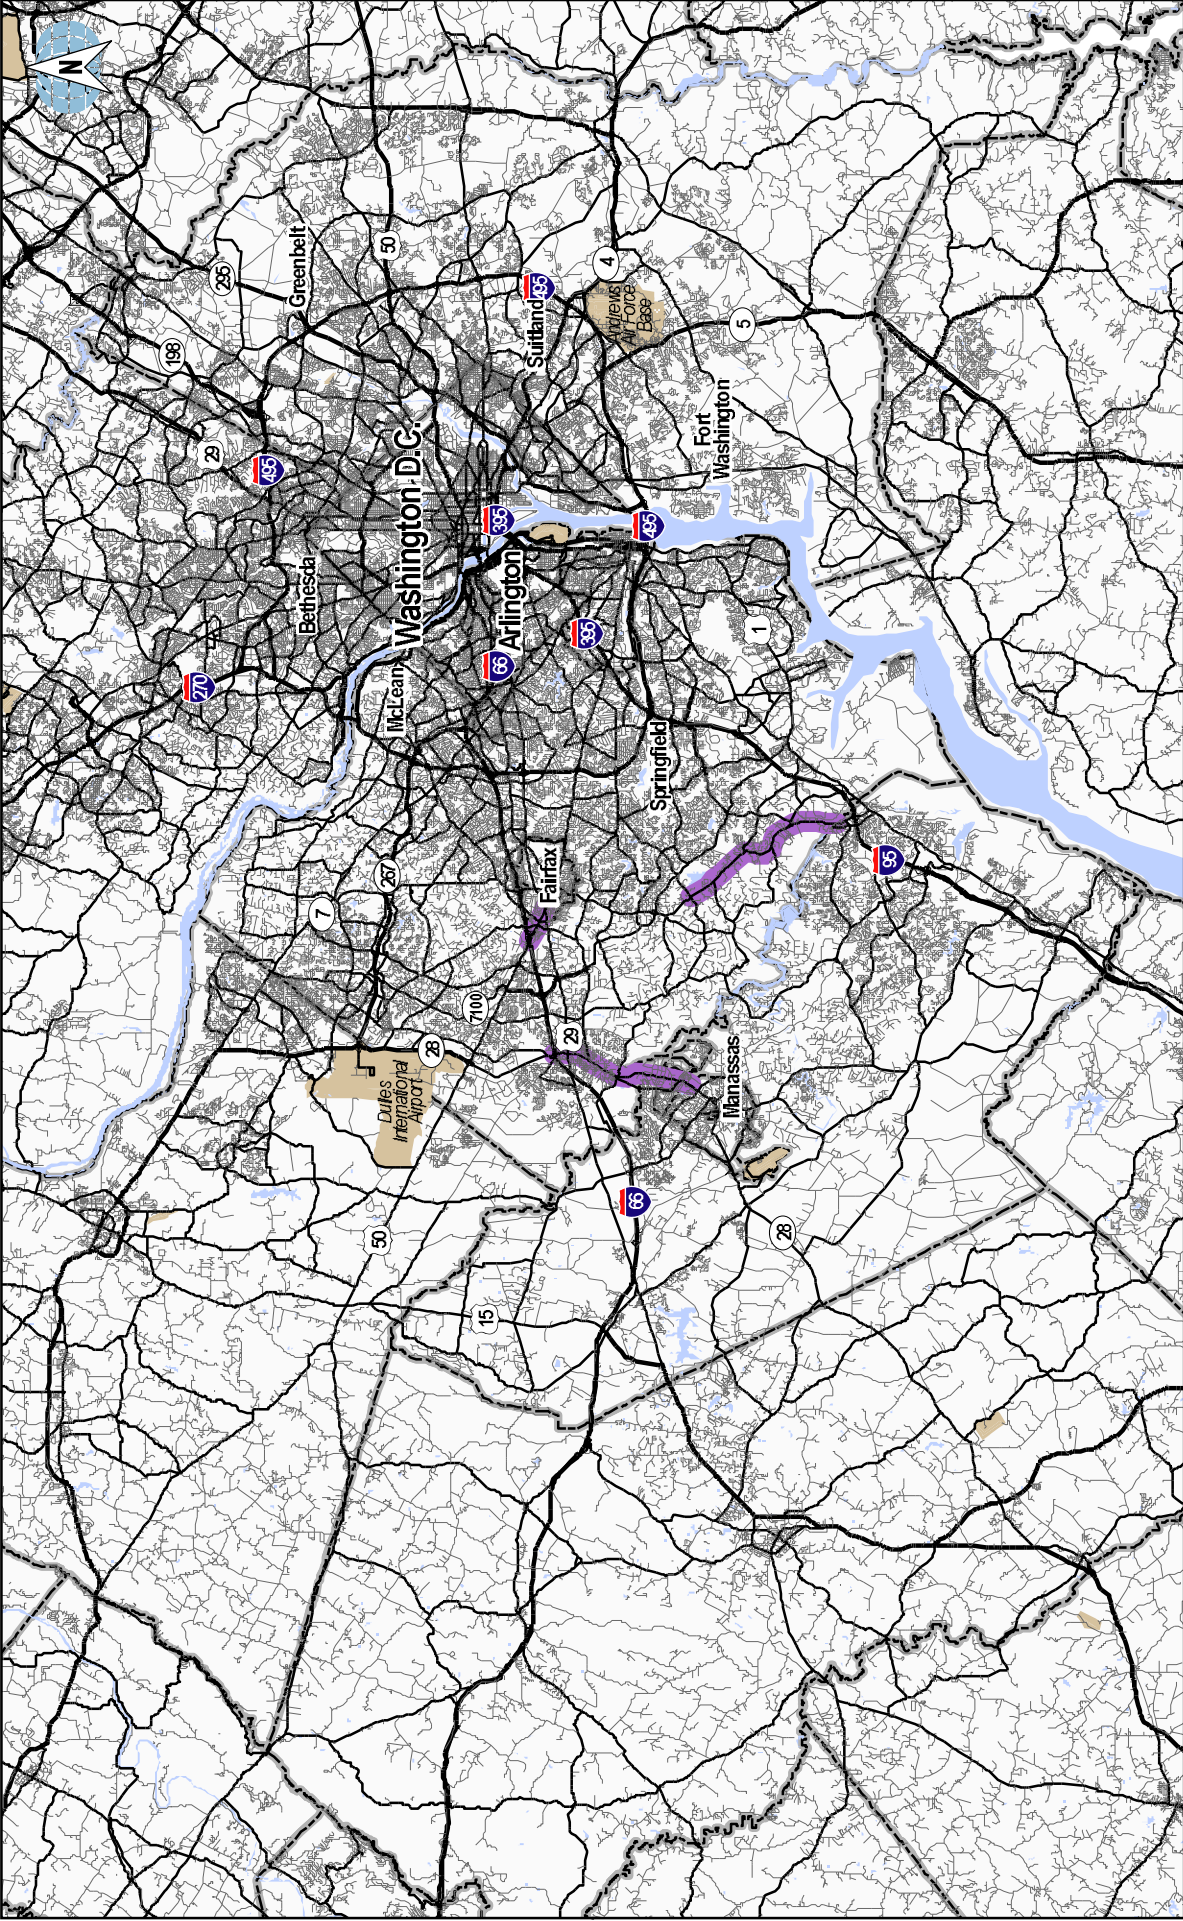 N
295
Greenbelt
50
495
4
198
Suitland
Andrews
Air Force
Base
5
29
495
Washington D.C.
Fort
Washington
395
495
Bethesda
Arlington
395
1
270
McLean
66
Springfield
7
267
Fairfax
95
7100
29
28
Dulles
International
Airport
Manassas
50
66
28
15